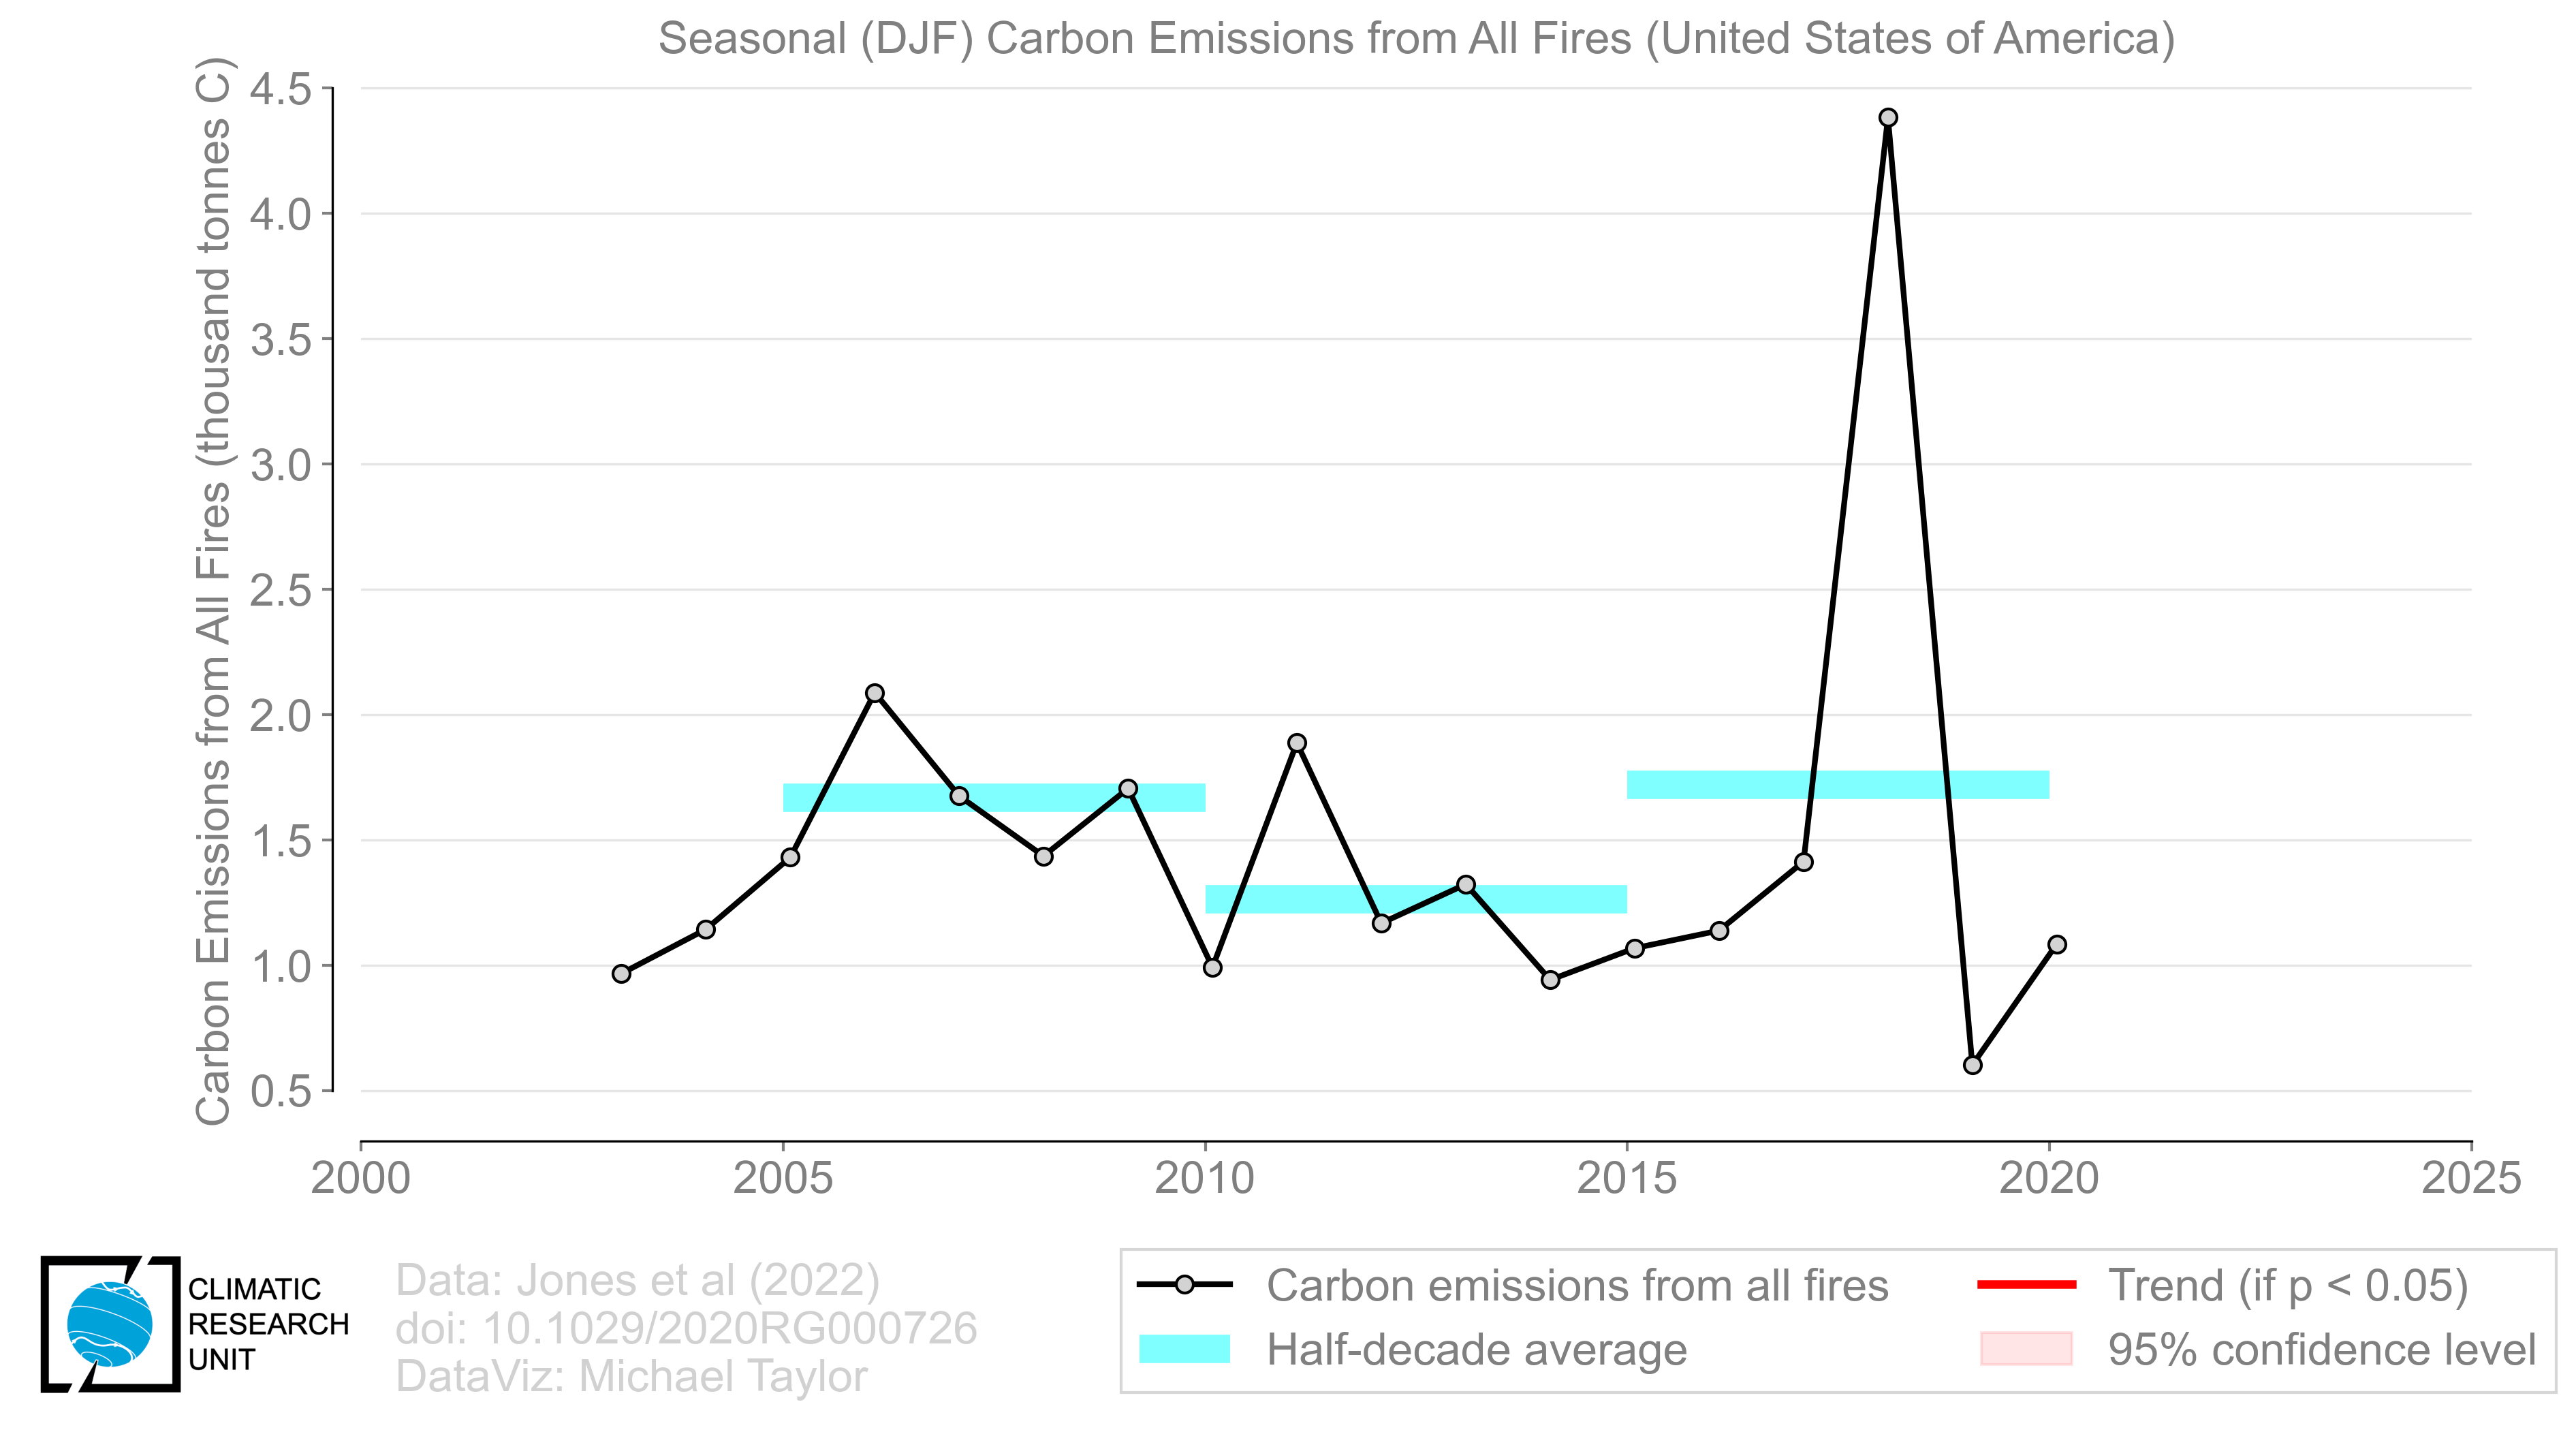 Seasonal (DJF) Carbon Emissions from All Fires (United States of America)
Carbon Emissions from All Fires (thousand tonnes C)
4.5
4.0
3.5
3.0
2.5
2.0
1.5
1.0
0.5
2000 2005 2010 2015 2020 2025
CLIMATIC
RESEARCH
UNIT
Data: Jones et al (2022)
doi: 10.1029/2020RG000726
DataViz: Michael Taylor
Carbon emissions from all fires
Half-decade average
Trend (if p < 0.05)
95% confidence level